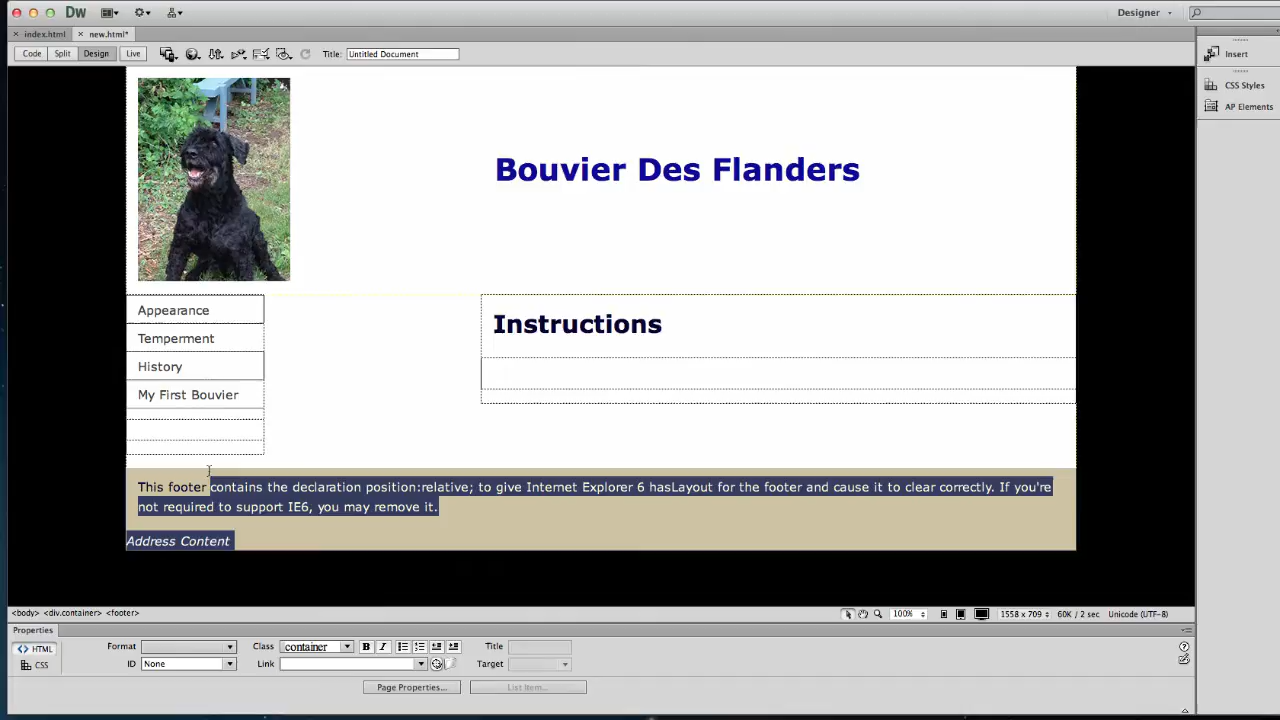 Dw
Designer
index.html
new.html*
Code
Split
Design
Live
Title:
Untitled Document
Insert
CSS Styles
AP Elements
Bouvier Des Flanders
Appearance
Temperment
History
My First Bouvier
Instructions
This footer contains the declaration position:relative; to give Internet Explorer 6 hasLayout for the footer and cause it to clear correctly. If you're
not required to support IE6, you may remove it.
Address Content
<body> <div.container> <footer>
100%
1558 x 709
60K / 2 sec
Unicode (UTF-8)
Properties
<> HTML
CSS
Format
Class
container
B
I
Title
ID
None
Link
Target
Page Properties...
List Item...